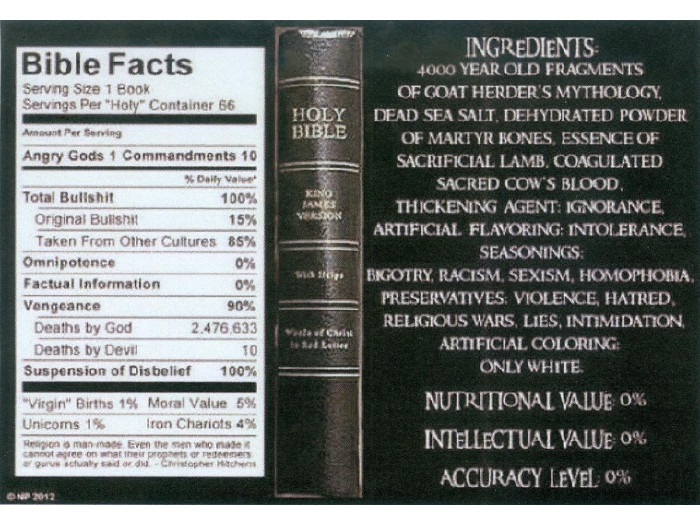 Bible Facts
Serving Size 1 Book
Servings Per "Holy" Container 66
Amount Per Serving
Angry Gods 1 Commandments 10
% Daily Value*
Total Bullshit 100%
Original Bullshit 15%
Taken From Other Cultures 85%
Omnipotence 0%
Factual Information 0%
Vengeance 90%
Deaths by God 2,476,633
Deaths by Devil 10
Suspension of Disbelief 100%
"Virgin" Births 1% Moral Value 5%
Unicorns 1% Iron Chariots 4%
Religion is man-made. Even the men who made it
cannot agree on what their prophets or redeemers
or gurus actually said or did. - Christopher Hitchens
© NP 2012
HOLY
BIBLE
KING
JAMES
VERSION
With Helps
Words of Christ
in Red Letter
INGREDIENTS:
4000 YEAR OLD FRAGMENTS
OF GOAT HERDER'S MYTHOLOGY,
DEAD SEA SALT, DEHYDRATED POWDER
OF MARTYR BONES, ESSENCE OF
SACRIFICIAL LAMB, COAGULATED
SACRED COW'S BLOOD,
THICKENING AGENT: IGNORANCE,
ARTIFICIAL FLAVORING: INTOLERANCE,
SEASONINGS:
BIGOTRY, RACISM, SEXISM, HOMOPHOBIA,
PRESERVATIVES: VIOLENCE, HATRED,
RELIGIOUS WARS, LIES, INTIMIDATION,
ARTIFICIAL COLORING:
ONLY WHITE.
NUTRITIONAL VALUE: 0%
INTELLECTUAL VALUE: 0%
ACCURACY LEVEL: 0%